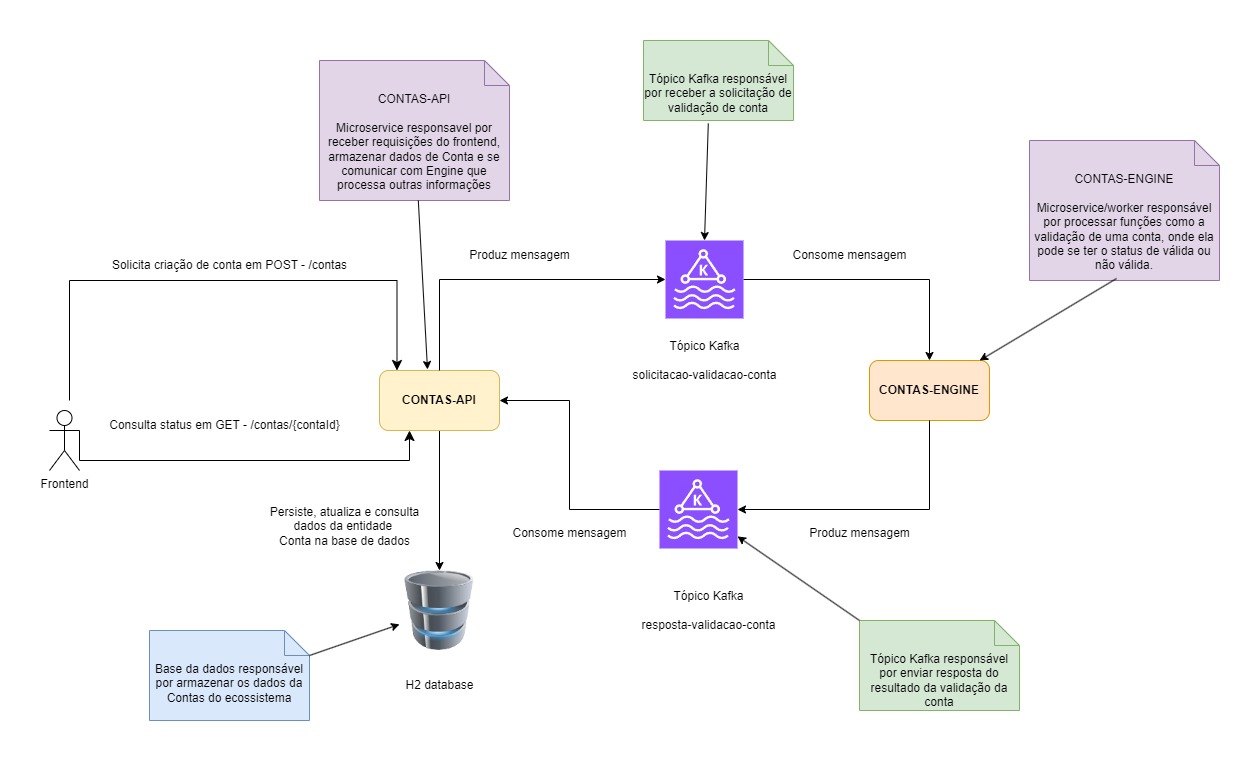 Tópico Kafka responsável
por receber a solicitação de
validação de conta
CONTAS-API
Microservice responsavel por
receber requisições do frontend,
armazenar dados de Conta e se
comunicar com Engine que
processa outras informações
CONTAS-ENGINE
Microservice/worker responsável
por processar funções como a
validação de uma conta, onde ela
pode se ter o status de válida ou
não válida.
Solicita criação de conta em POST - /contas
Produz mensagem
K
Consome mensagem
Tópico Kafka
solicitacao-validacao-conta
CONTAS-API
CONTAS-ENGINE
Consulta status em GET - /contas/{contaId}
Frontend
Persiste, atualiza e consulta
dados da entidade
Conta na base de dados
Consome mensagem
K
Produz mensagem
Tópico Kafka
resposta-validacao-conta
Base da dados responsável
por armazenar os dados da
Contas do ecossistema
H2 database
Tópico Kafka responsável
por enviar resposta do
resultado da validação da
conta